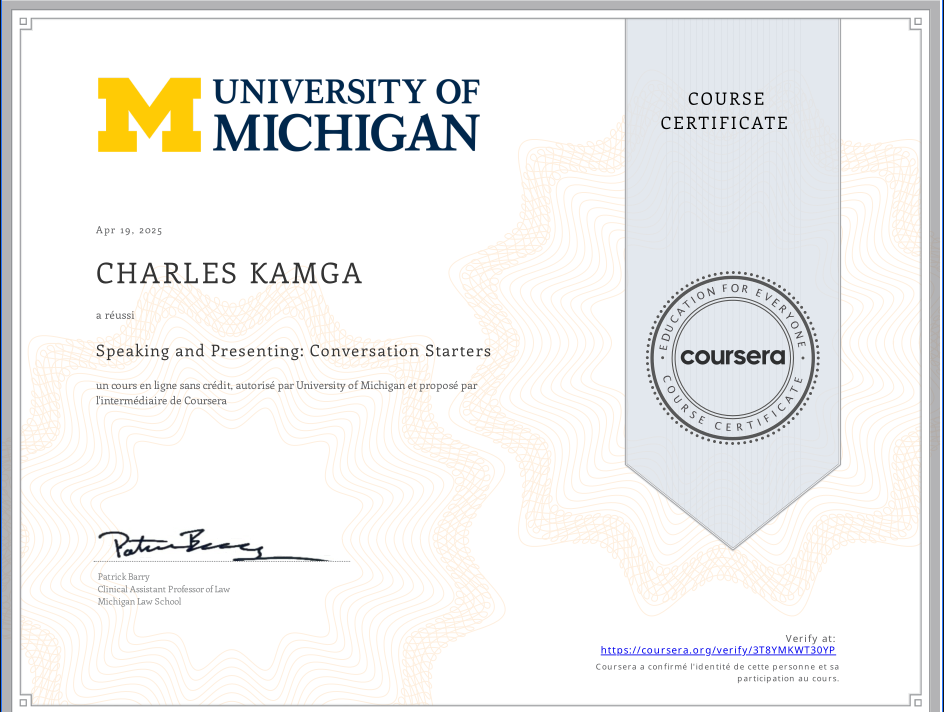 UNIVERSITY OF
MICHIGAN
COURSE
CERTIFICATE
Apr 19, 2025
CHARLES KAMGA
a réussi
Speaking and Presenting: Conversation Starters
un cours en ligne sans crédit, autorisé par University of Michigan et proposé par
l'intermédiaire de Coursera
EDUCATION FOR EVERYONE
coursera
COURSE CERTIFICATE
Patrick Barry
Patrick Barry
Clinical Assistant Professor of Law
Michigan Law School
Verify at:
https://coursera.org/verify/3T8YMKWT30YP
Coursera a confirmé l'identité de cette personne et sa
participation au cours.